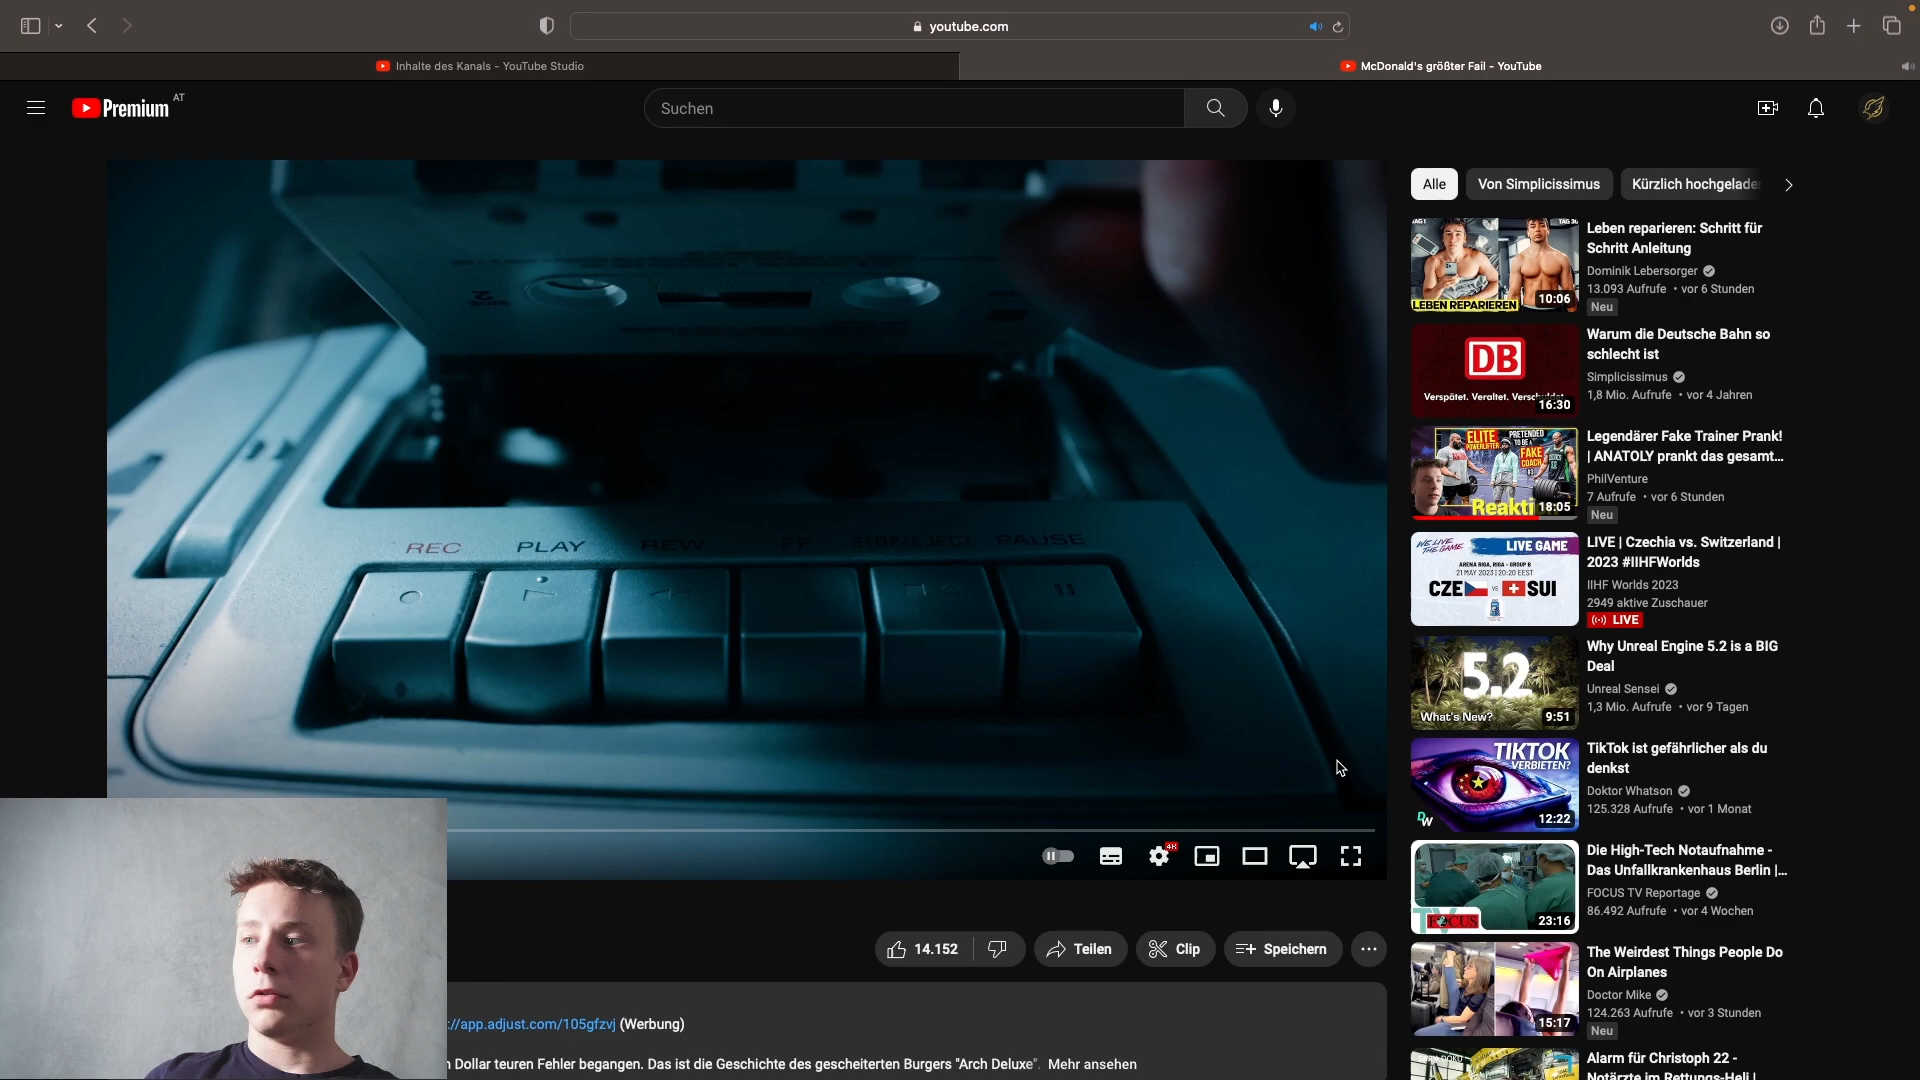 youtube.com
Inhalte des Kanals - YouTube Studio
McDonald's größter Fail - YouTube
Premium
AT
Suchen
REC
PLAY
REW
FF
STOP/EJECT
PAUSE
4K
14.152
Teilen
Clip
Speichern
://app.adjust.com/105gfzvj (Werbung)
Dollar teuren Fehler begangen. Das ist die Geschichte des gescheiterten Burgers "Arch Deluxe". Mehr ansehen
Alle
Von Simplicissimus
Kürzlich hochgelade
LEBEN REPARIEREN
10:06
Leben reparieren: Schritt für
Schritt Anleitung
Dominik Lebersorger
13.093 Aufrufe • vor 6 Stunden
Neu
DB
Verspätet. Veraltet.
16:30
Warum die Deutsche Bahn so
schlecht ist
Simplicissimus
1,8 Mio. Aufrufe • vor 4 Jahren
ELITE
POWERLIFTER
PRETENDED
TO BE A
FAKE
COACH
#3
Reakti
18:05
Legendärer Fake Trainer Prank!
| ANATOLY prankt das gesamt...
PhilVenture
7 Aufrufe • vor 6 Stunden
Neu
WE LIVE
THE GAME
LIVE GAME
ARENA RIGA, RIGA - GROUP B
21 MAY 2023 | 20:20 EEST
CZE VS SUI
LIVE | Czechia vs. Switzerland |
2023 #IIHFWorlds
IIHF Worlds 2023
2949 aktive Zuschauer
LIVE
5.2
What's New?
9:51
Why Unreal Engine 5.2 is a BIG
Deal
Unreal Sensei
1,3 Mio. Aufrufe • vor 9 Tagen
TIKTOK
VERBIETEN?
DW
12:22
TikTok ist gefährlicher als du
denkst
Doktor Whatson
125.328 Aufrufe • vor 1 Monat
TV
FOCUS
23:16
Die High-Tech Notaufnahme -
Das Unfallkrankenhaus Berlin |...
FOCUS TV Reportage
86.492 Aufrufe • vor 4 Wochen
15:17
The Weirdest Things People Do
On Airplanes
Doctor Mike
124.263 Aufrufe • vor 3 Stunden
Neu
Alarm für Christoph 22 -
Notärzte im Rettungs-Heli |